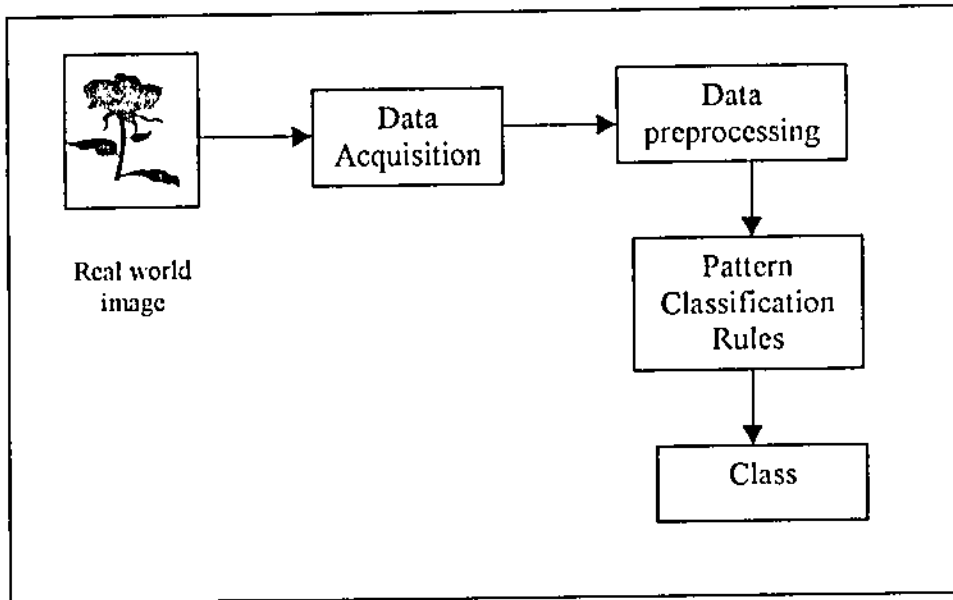 Real world
image
Data
Acquisition
Data
preprocessing
Pattern
Classification
Rules
Class